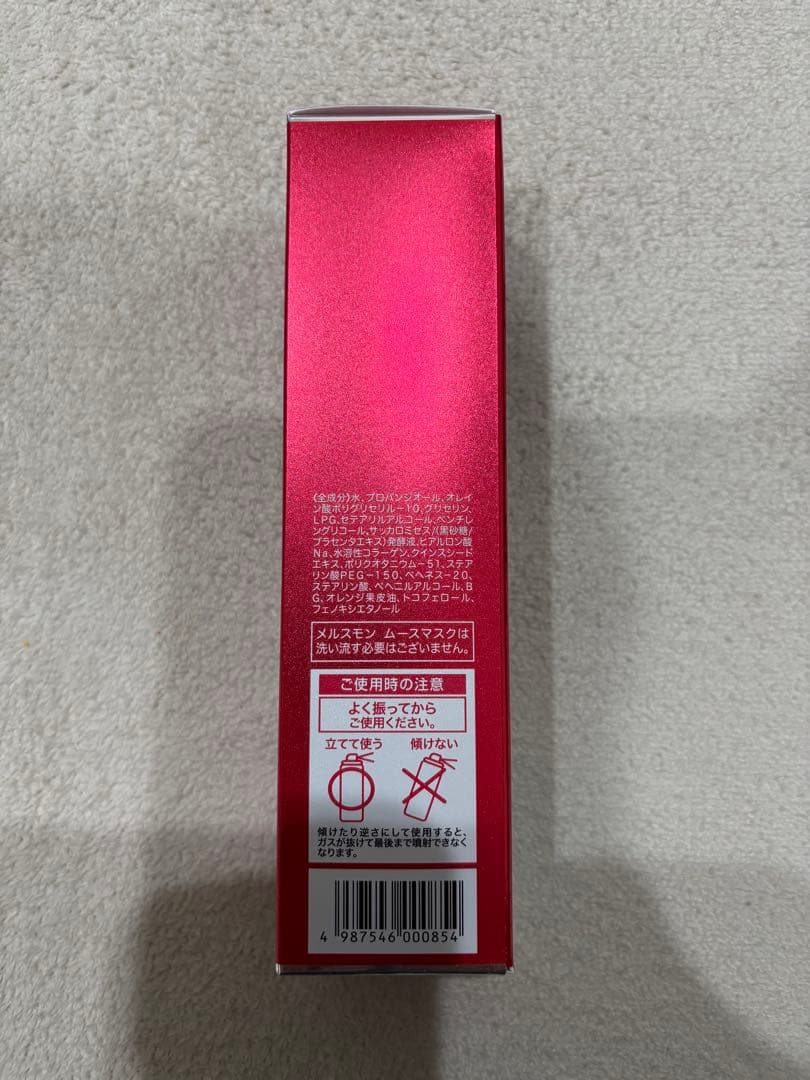 〈全成分〉水、プロパンジオール、オレイ
ン酸ポリグリセリル-10、グリセリン、
LPG、セテアリルアルコール、ペンチレ
ングリコール、サッカロミセス/(黒砂糖/
プラセンタエキス)発酵液、ヒアルロン酸
Na、水溶性コラーゲン、クインスシード
エキス、ポリクオタニウム-51、ステア
リン酸PEG-150、ベヘネス-20、
ステアリン酸、ベヘニルアルコール、B
G、オレンジ果皮油、トコフェロール、
フェノキシエタノール
メルスモン ムースマスクは
洗い流す必要はございません。
ご使用時の注意
よく振ってから
ご使用ください。
立てて使う 傾けない
傾けたり逆さにして使用すると、
ガスが抜けて最後まで噴射できなく
なります。
4 987546 000854